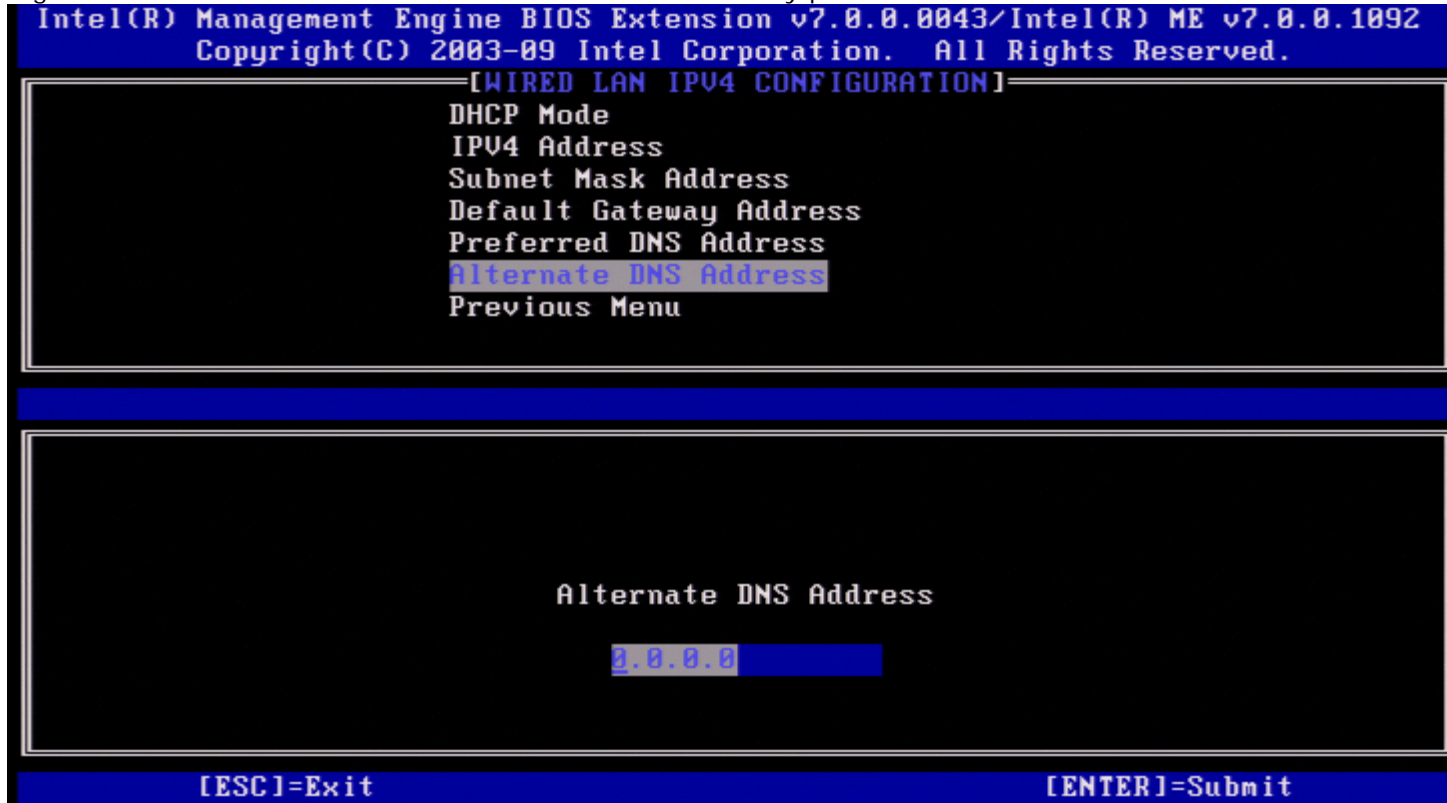 Intel(R) Management Engine BIOS Extension v7.0.0.0043/Intel(R) ME v7.0.0.1092
Copyright(C) 2003-09 Intel Corporation. All Rights Reserved.
[WIRED LAN IPV4 CONFIGURATION]
DHCP Mode
IPV4 Address
Subnet Mask Address
Default Gateway Address
Preferred DNS Address
Alternate DNS Address
Previous Menu
Alternate DNS Address
0.0.0.0
[ESC]=Exit [ENTER]=Submit